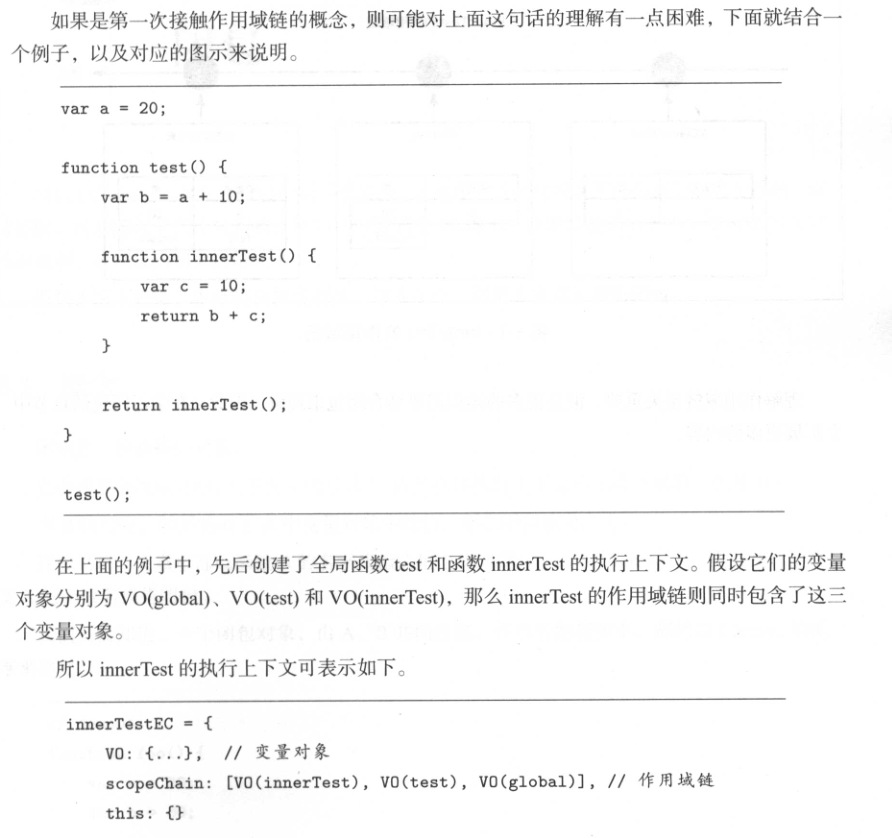 如果是第一次接触作用域链的概念，则可能对上面这句话的理解有一点困难，下面就结合一
个例子，以及对应的图示来说明。
var a = 20;
function test() {
var b = a + 10;
function innerTest() {
var c = 10;
return b + c;
}
return innerTest();
}
test();
在上面的例子中，先后创建了全局函数 test 和函数 innerTest 的执行上下文。假设它们的变量
对象分别为 VO(global)、VO(test) 和 VO(innerTest)，那么 innerTest 的作用域链则同时包含了这三
个变量对象。
所以 innerTest 的执行上下文可表示如下。
innerTestEC = {
VO: {...}, // 变量对象
scopeChain: [VO(innerTest), VO(test), VO(global)], // 作用域链
this: {}